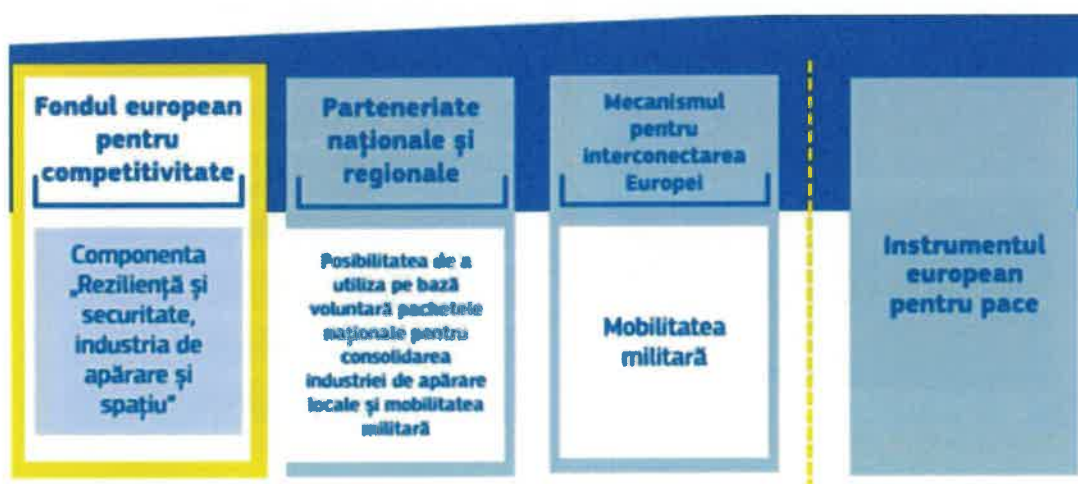 Fondul european
pentru
competitivitate
Componenta
„Reziliență și
securitate,
industria de
apărare și
spațiu”
Parteneriate
naționale și
regionale
Posibilitatea de a
utiliza pe bază
voluntară pachetele
naționale pentru
consolidarea
industriei de apărare
locale și mobilitatea
militară
Mecanismul
pentru
interconectarea
Europei
Mobilitatea
militară
Instrumentul
european
pentru pace